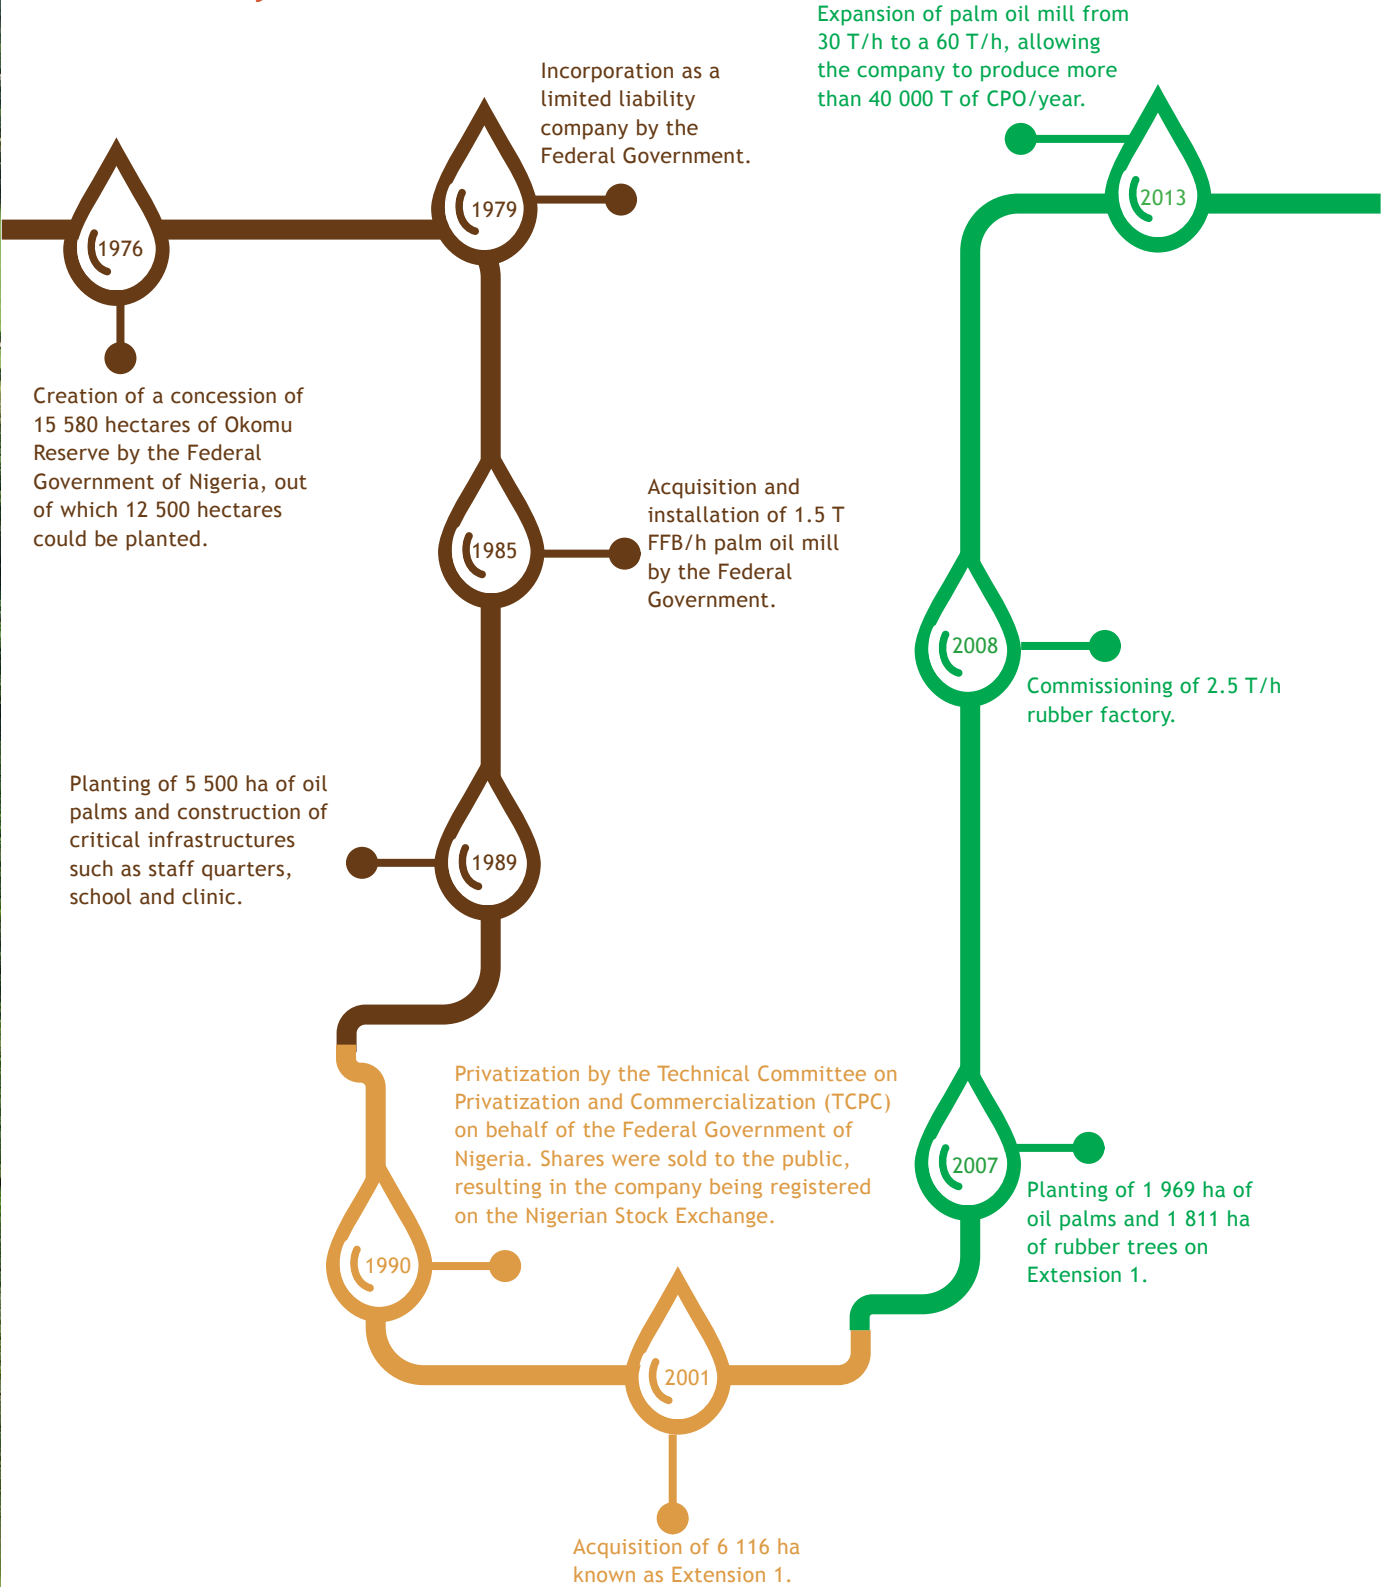 1976
Creation of a concession of
15 580 hectares of Okomu
Reserve by the Federal
Government of Nigeria, out
of which 12 500 hectares
could be planted.
Incorporation as a
limited liability
company by the
Federal Government.
1979
Acquisition and
installation of 1.5 T
FFB/h palm oil mill
by the Federal
Government.
1985
Planting of 5 500 ha of oil
palms and construction of
critical infrastructures
such as staff quarters,
school and clinic.
1989
Privatization by the Technical Committee on
Privatization and Commercialization (TCPC)
on behalf of the Federal Government of
Nigeria. Shares were sold to the public,
resulting in the company being registered
on the Nigerian Stock Exchange.
1990
2001
Acquisition of 6 116 ha
known as Extension 1.
2007
Planting of 1 969 ha of
oil palms and 1 811 ha
of rubber trees on
Extension 1.
2008
Commissioning of 2.5 T/h
rubber factory.
Expansion of palm oil mill from
30 T/h to a 60 T/h, allowing
the company to produce more
than 40 000 T of CPO/year.
2013